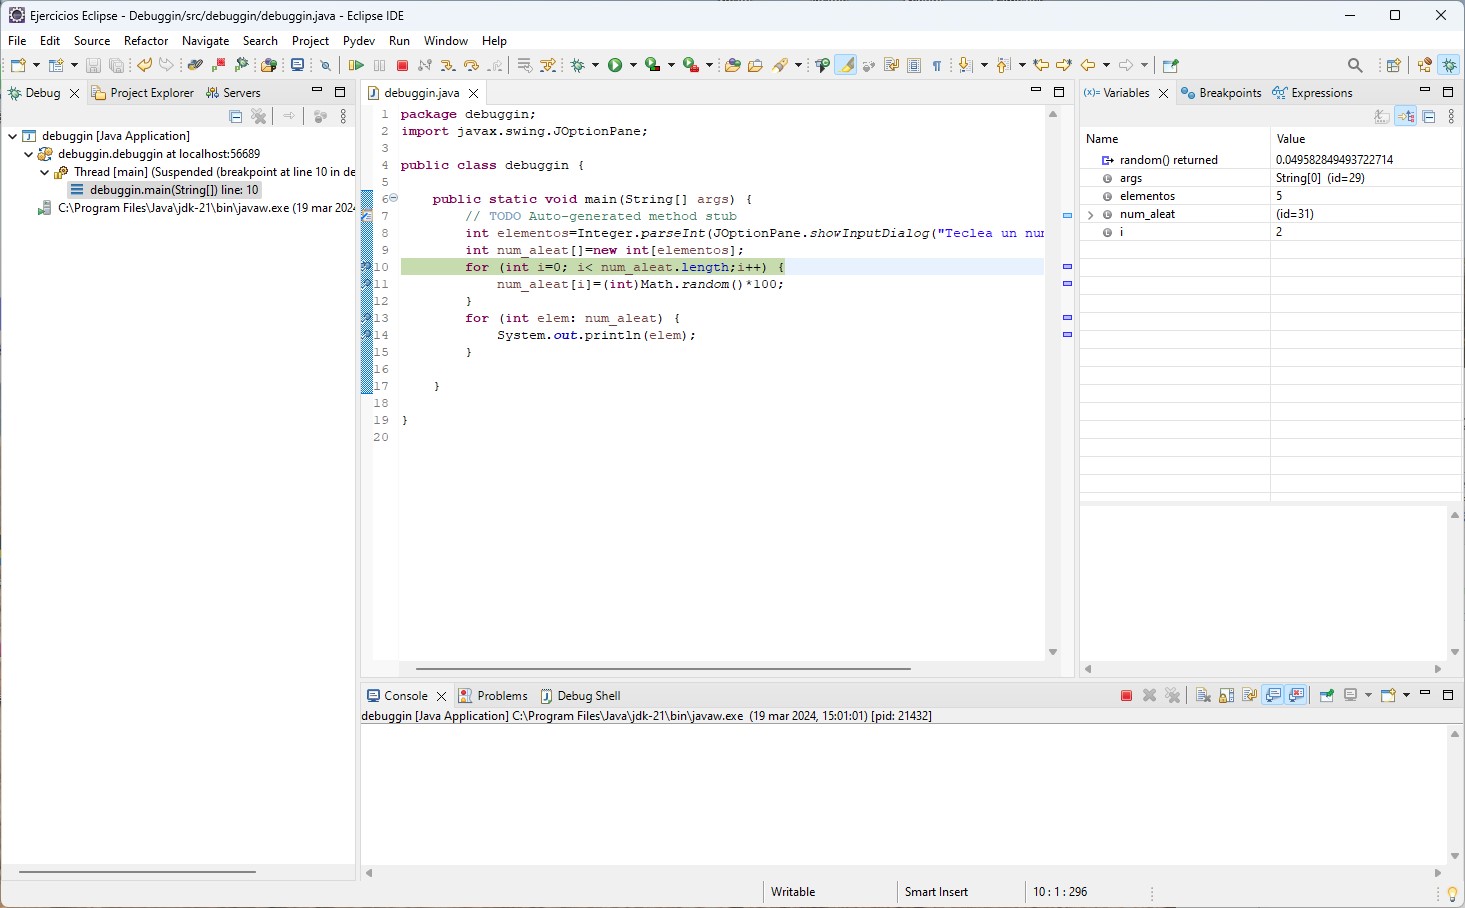 Ejercicios Eclipse - Debuggin/src/debuggin/debuggin.java - Eclipse IDE
File Edit Source Refactor Navigate Search Project Pydev Run Window Help
Debug Project Explorer Servers
debuggin [Java Application]
debuggin.debuggin at localhost:56689
Thread [main] (Suspended (breakpoint at line 10 in de
debuggin.main(String[]) line: 10
C:\Program Files\Java\jdk-21\bin\javaw.exe (19 mar 2024
debuggin.java
1 package debuggin;
2 import javax.swing.JOptionPane;
3
4 public class debuggin {
5
6 public static void main(String[] args) {
7 // TODO Auto-generated method stub
8 int elementos=Integer.parseInt(JOptionPane.showInputDialog("Teclea un nu
9 int num_aleat[]=new int[elementos];
10 for (int i=0; i< num_aleat.length;i++) {
11 num_aleat[i]=(int)Math.random()*100;
12 }
13 for (int elem: num_aleat) {
14 System.out.println(elem);
15 }
16
17 }
18
19 }
20
(x)= Variables Breakpoints Expressions
Name Value
random() returned 0.049582849493722714
args String[0] (id=29)
elementos 5
num_aleat (id=31)
i 2
Console Problems Debug Shell
debuggin [Java Application] C:\Program Files\Java\jdk-21\bin\javaw.exe (19 mar 2024, 15:01:01) [pid: 21432]
Writable Smart Insert 10 : 1 : 296